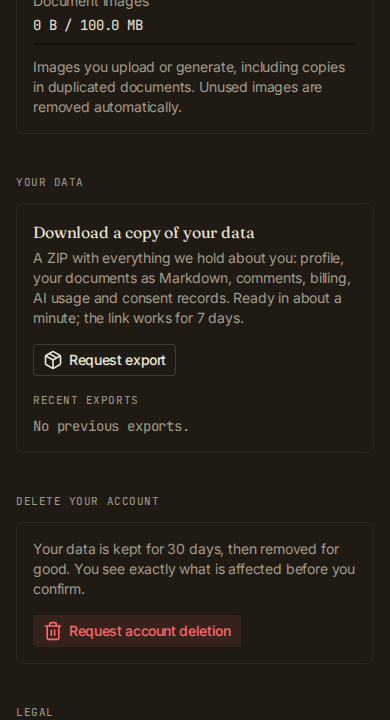 Document images
0 B / 100.0 MB
Images you upload or generate, including copies
in duplicated documents. Unused images are
removed automatically.
YOUR DATA
Download a copy of your data
A ZIP with everything we hold about you: profile,
your documents as Markdown, comments, billing,
AI usage and consent records. Ready in about a
minute; the link works for 7 days.
Request export
RECENT EXPORTS
No previous exports.
DELETE YOUR ACCOUNT
Your data is kept for 30 days, then removed for
good. You see exactly what is affected before you
confirm.
Request account deletion
LEGAL